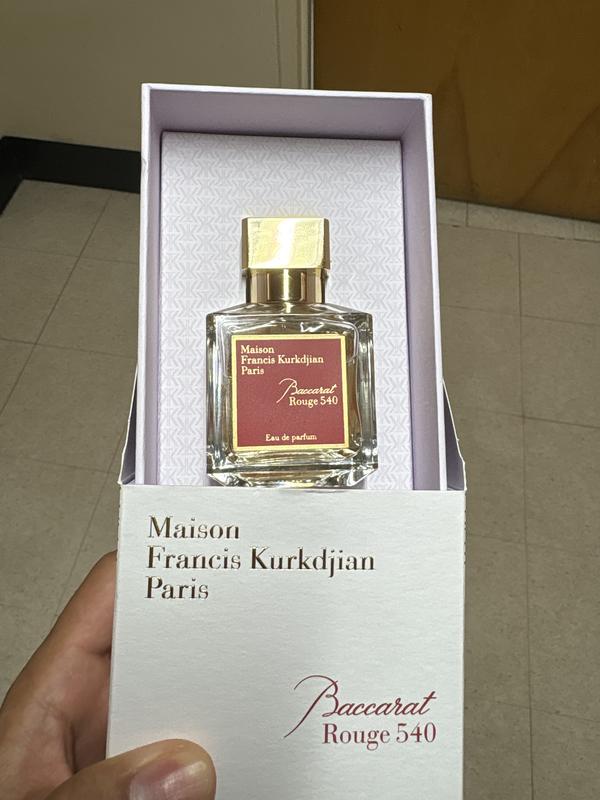 Maison
Francis Kurkdjian
Paris
Baccarat
Rouge 540
Eau de parfum
Maison
Francis Kurkdjian
Paris
Baccarat
Rouge 540